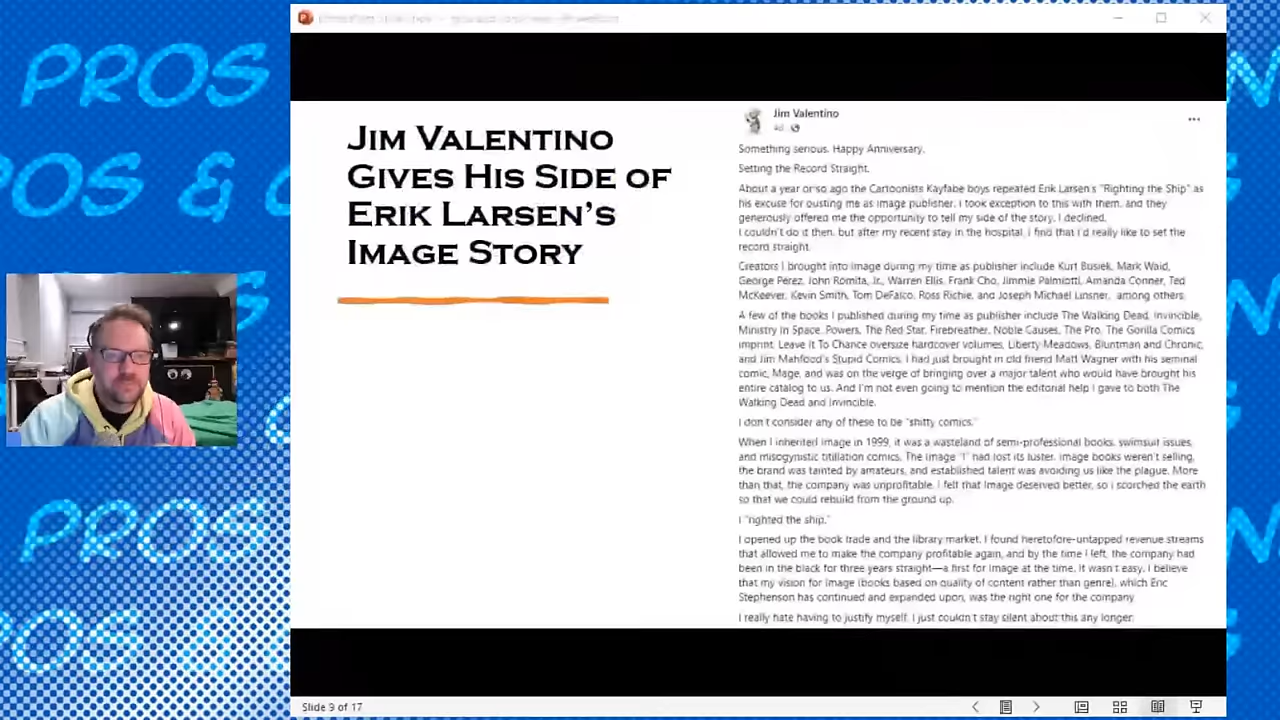 PROS
PROS & C
Jim Valentino
Gives His Side of
Erik Larsen's
Image Story
Jim Valentino
4d
Something serious. Happy Anniversary.
Setting the Record Straight.
About a year or so ago the Cartoonists Kayfabe boys repeated Erik Larsen's "Righting the Ship" as
his excuse for ousting me as Image publisher. I took exception to this with them, and they
generously offered me the opportunity to tell my side of the story. I declined.
I couldn't do it then, but after my recent stay in the hospital, I find that I'd really like to set the
record straight.
Creators I brought into Image during my time as publisher include Kurt Busiek, Mark Waid,
George Perez, John Romita, Jr., Warren Ellis, Frank Cho, Jimmie Palmiotti, Amanda Conner, Ted
McKeever, Kevin Smith, Tom DeFalco, Ross Richie, and Joseph Michael Linsner, among others.
A few of the books I published during my time as publisher include The Walking Dead, Invincible,
Ministry In Space, Powers, The Red Star, Firebreather, Noble Causes, The Pro, The Gorilla Comics
imprint, Leave It To Chance oversize hardcover volumes, Liberty Meadows, Bluntman and Chronic,
and Jim Mahfood's Stupid Comics. I had just brought in old friend Matt Wagner with his seminal
comic, Mage, and was on the verge of bringing over a major talent who would have brought his
entire catalog to us. And I'm not even going to mention the editorial help I gave to both The
Walking Dead and Invincible.
I don't consider any of these to be "shitty comics."
When I inherited Image in 1999, it was a wasteland of semi-professional books, swimsuit issues,
and misogynistic titillation comics. The Image "I" had lost its luster. Image books weren't selling,
the brand was tainted by amateurs, and established talent was avoiding us like the plague. More
than that, the company was unprofitable. I felt that Image deserved better, so I scorched the earth
so that we could rebuild from the ground up.
I "righted the ship."
I opened up the book trade and the library market. I found heretofore-untapped revenue streams
that allowed me to make the company profitable again, and by the time I left, the company had
been in the black for three years straight—a first for Image at the time. It wasn't easy. I believe
that my vision for Image (books based on quality of content rather than genre), which Eric
Stephenson has continued and expanded upon, was the right one for the company.
I really hate having to justify myself. I just couldn't stay silent about this any longer.
PROS
Slide 9 of 17